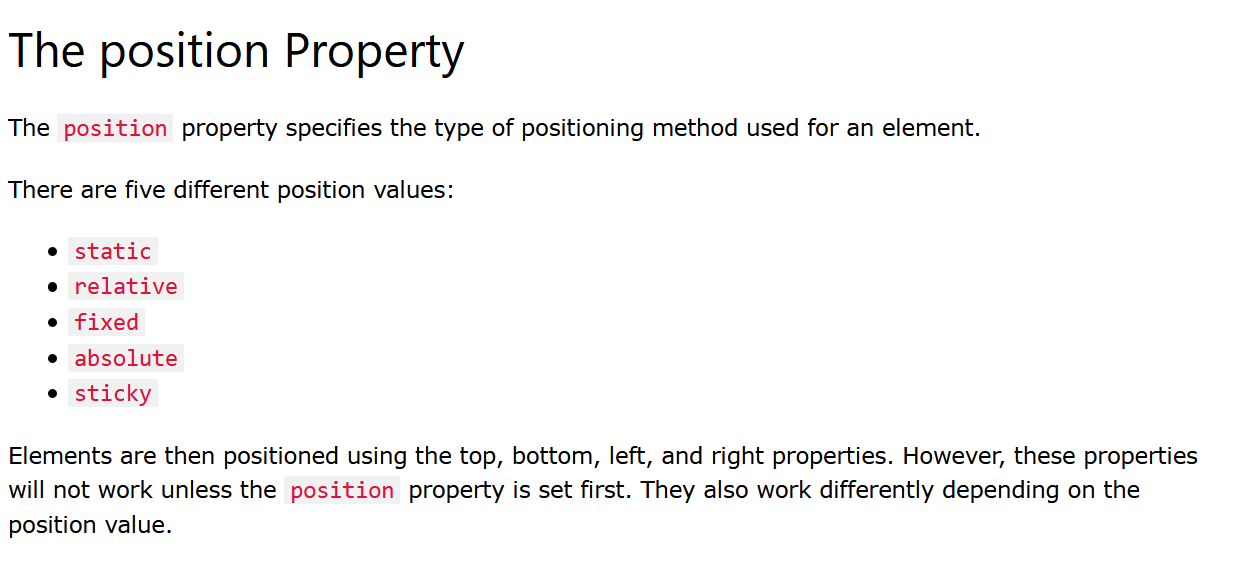 The position Property
The position property specifies the type of positioning method used for an element.
There are five different position values:
static
relative
fixed
absolute
sticky
Elements are then positioned using the top, bottom, left, and right properties. However, these properties
will not work unless the position property is set first. They also work differently depending on the
position value.